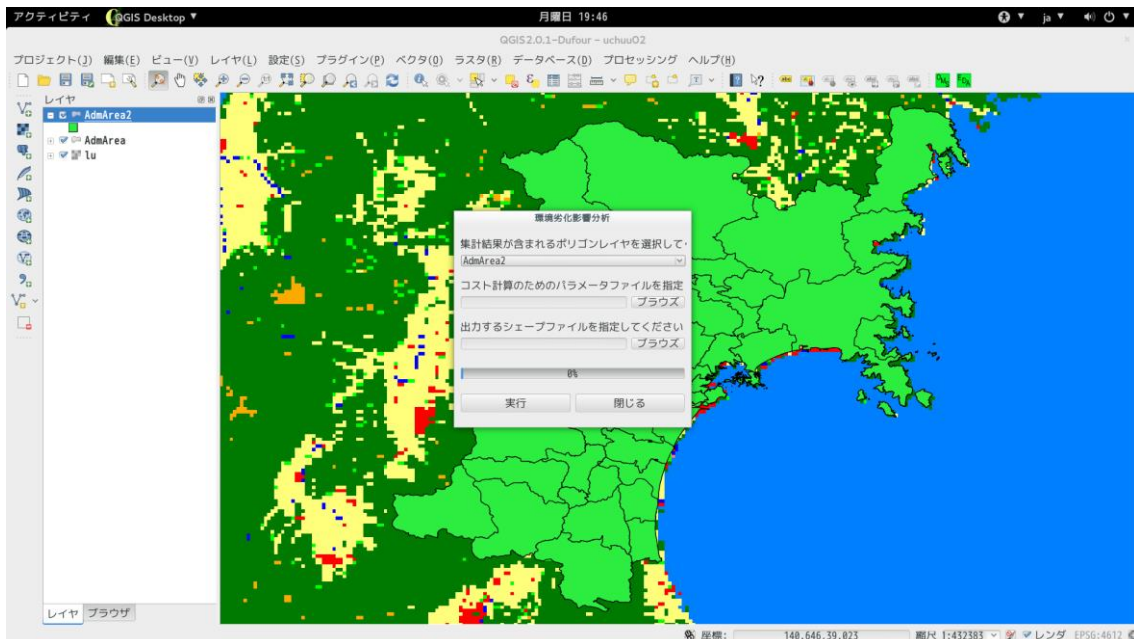 アクティビティ QGIS Desktop ▼ 月曜日 19:46 ja
QGIS2.0.1-Dufour - uchuu02
プロジェクト(J) 編集(E) ビュー(V) レイヤ(L) 設定(S) プラグイン(P) ベクタ(O) ラスタ(R) データベース(D) プロセッシング ヘルプ(H)
レイヤ
AdmArea2
AdmArea
lu
環境劣化影響分析
集計結果が含まれるポリゴンレイヤを選択して
AdmArea2
コスト計算のためのパラメータファイルを指定
ブラウズ
出力するシェープファイルを指定してください
ブラウズ
0%
実行 閉じる
レイヤ ブラウザ
座標: 140.646,39.023 縮尺 1:432383 レンダ EPSG:4612